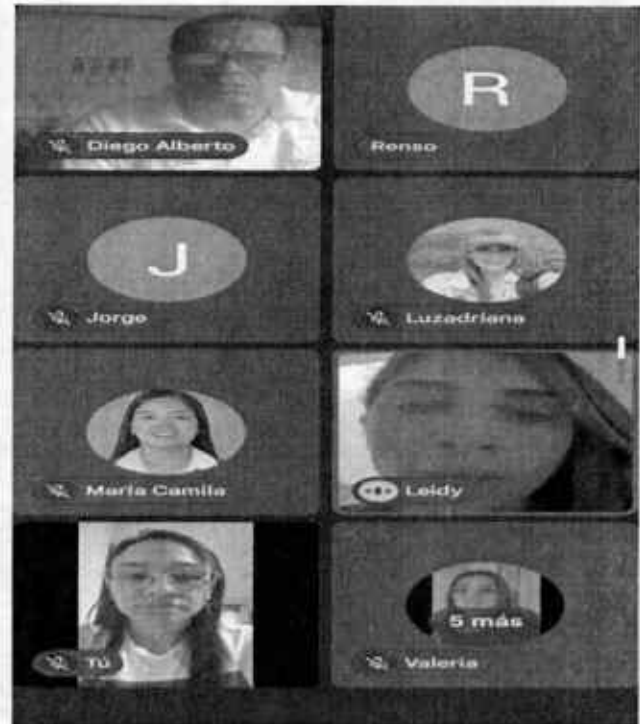 Diego Alberto
R
Renso
J
Jorge
Luzadriana
María Camila
Leidy
Tú
5 más
Valeria